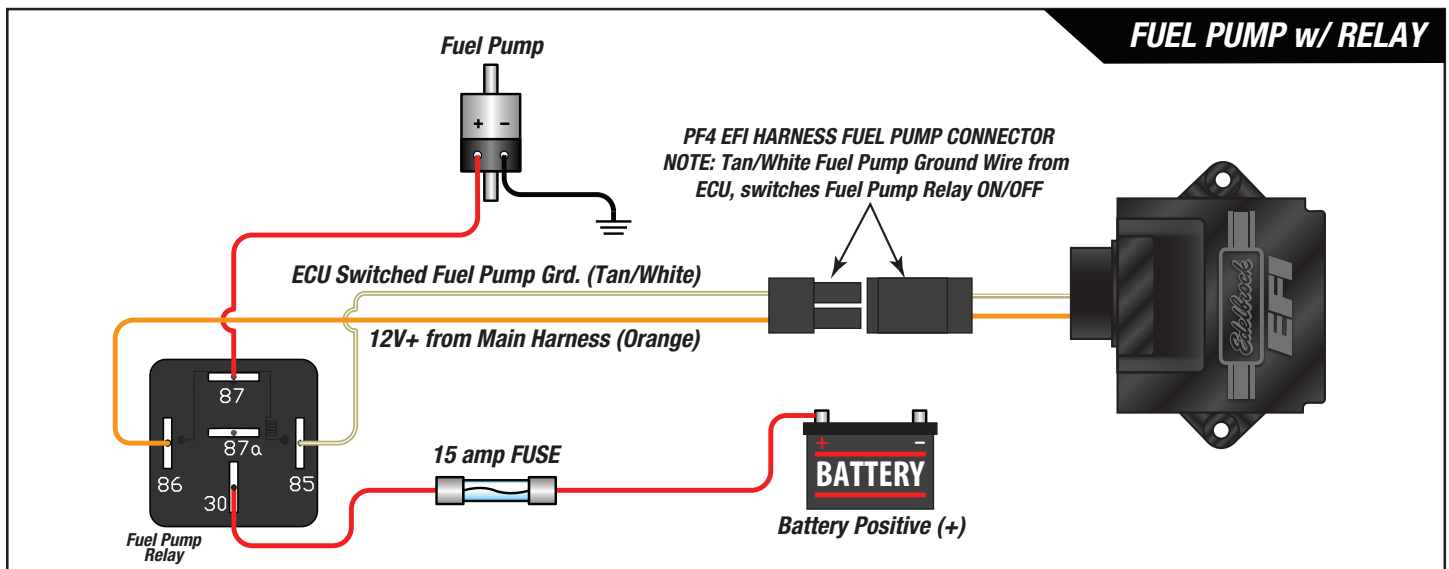 FUEL PUMP w/ RELAY
Fuel Pump
+ −
PF4 EFI HARNESS FUEL PUMP CONNECTOR
NOTE: Tan/White Fuel Pump Ground Wire from
ECU, switches Fuel Pump Relay ON/OFF
ECU Switched Fuel Pump Grd. (Tan/White)
12V+ from Main Harness (Orange)
Edelbrock
EFI
87
87a
86
85
30
Fuel Pump
Relay
15 amp FUSE
+ −
BATTERY
Battery Positive (+)